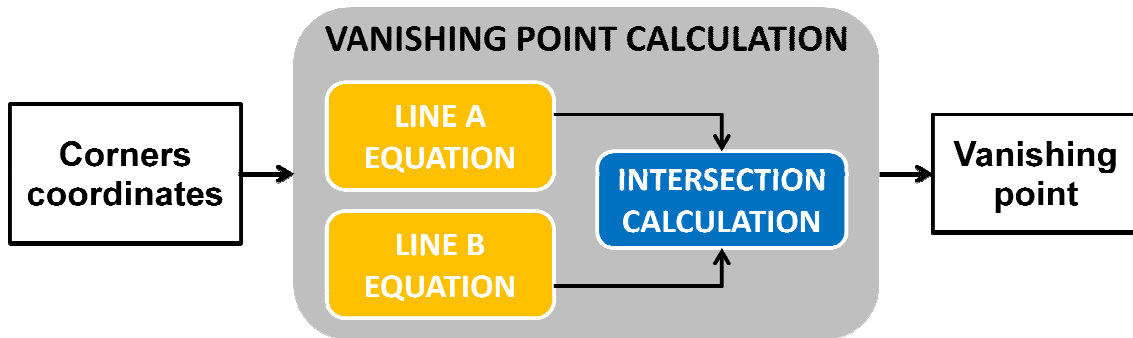 VANISHING POINT CALCULATION
Corners
coordinates
LINE A
EQUATION
LINE B
EQUATION
INTERSECTION
CALCULATION
Vanishing
point